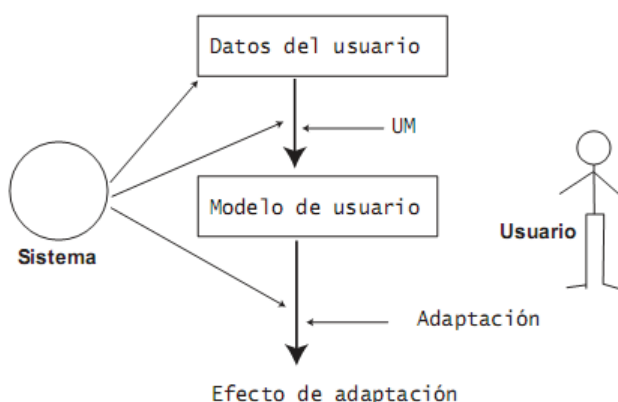 Datos del usuario
UM
Modelo de usuario
Sistema
Usuario
Adaptación
Efecto de adaptación